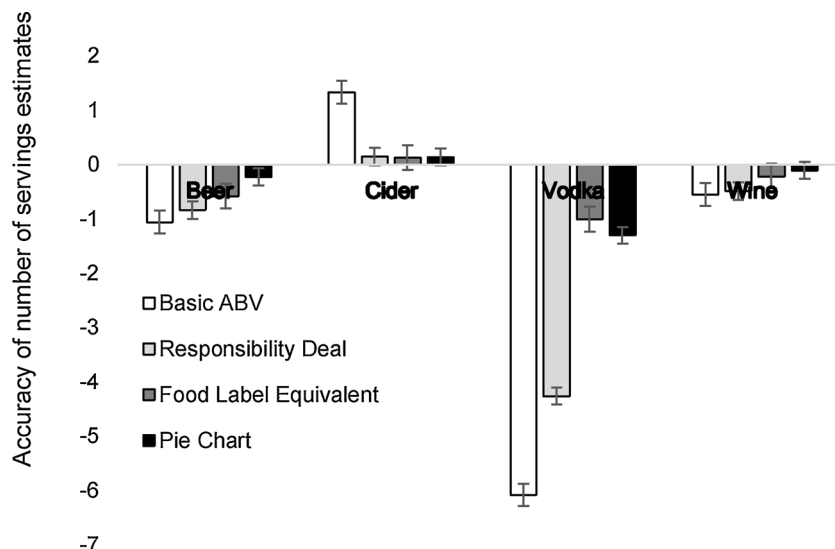 Accuracy of number of servings estimates
2
1
0
-1
-2
-3
-4
-5
-6
-7
Beer
Cider
Vodka
Wine
Basic ABV
Responsibility Deal
Food Label Equivalent
Pie Chart